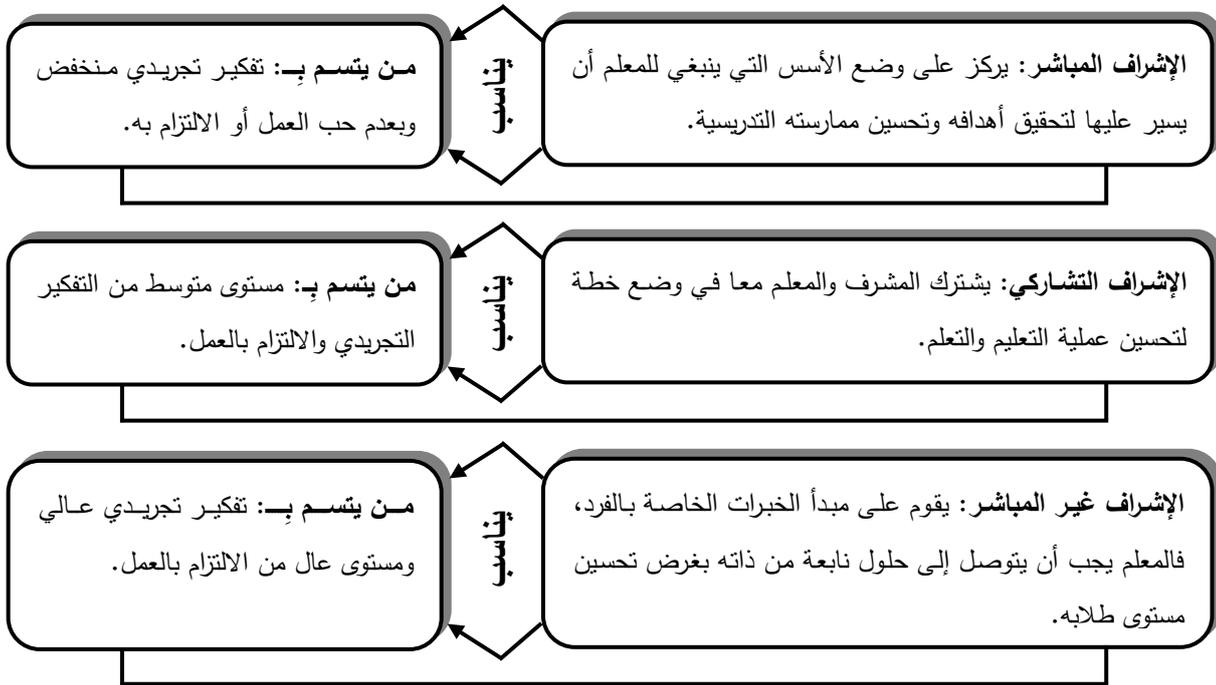 الإشراف المباشر: يركز على وضع الأسس التي ينبغي للمعلم أن
يسير عليها لتحقيق أهدافه وتحسين ممارسته التدريسية.
يناسب
من يتسم بِـ: تفكير تجريدي منخفض
وبعدم حب العمل أو الالتزام به.
الإشراف التشاركي: يشترك المشرف والمعلم معا في وضع خطة
لتحسين عملية التعليم والتعلم.
يناسب
من يتسم بِـ: مستوى متوسط من التفكير
التجريدي والالتزام بالعمل.
الإشراف غير المباشر: يقوم على مبدأ الخبرات الخاصة بالفرد،
فالمعلم يجب أن يتوصل إلى حلول نابعة من ذاته بغرض تحسين
مستوى طلابه.
يناسب
من يتسم بِـ: تفكير تجريدي عالي
ومستوى عال من الالتزام بالعمل.